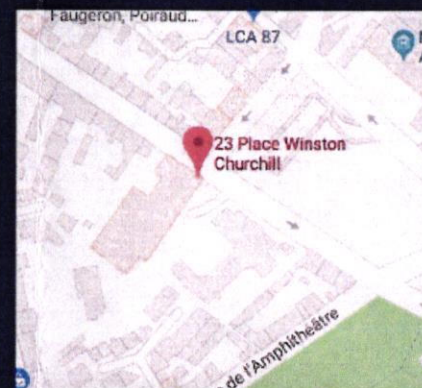 Faugeron, Poiraud...
LCA 87
23 Place Winston
Churchill
de l'Amphithéâtre